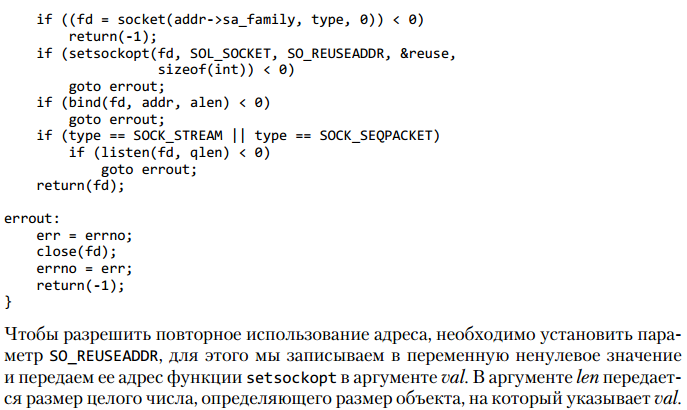 if ((fd = socket(addr->sa_family, type, 0)) < 0)
return(-1);
if (setsockopt(fd, SOL_SOCKET, SO_REUSEADDR, &reuse,
sizeof(int)) < 0)
goto errout;
if (bind(fd, addr, alen) < 0)
goto errout;
if (type == SOCK_STREAM || type == SOCK_SEQPACKET)
if (listen(fd, qlen) < 0)
goto errout;
return(fd);
errout:
err = errno;
close(fd);
errno = err;
return(-1);
}
Чтобы разрешить повторное использование адреса, необходимо установить пара-
метр SO_REUSEADDR, для этого мы записываем в переменную ненулевое значение
и передаем ее адрес функции setsockopt в аргументе val. В аргументе len передает-
ся размер целого числа, определяющего размер объекта, на который указывает val.